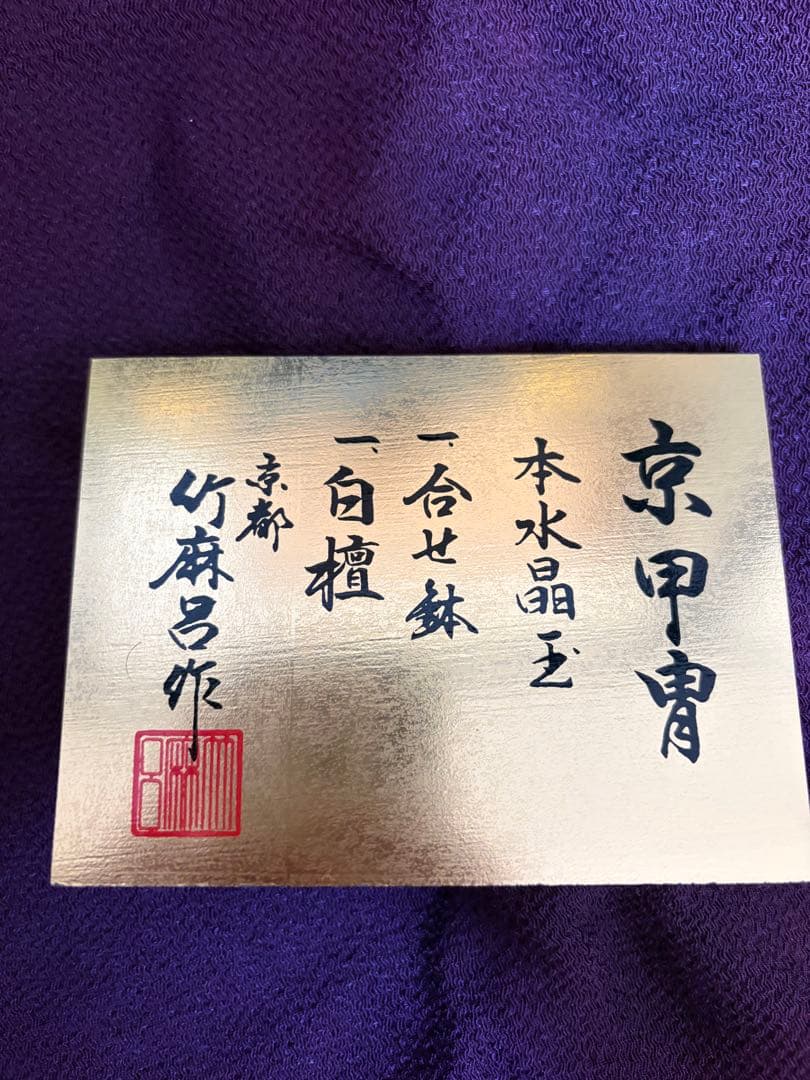 京甲冑
本水晶玉
一、合せ鉢
一、白檀
京都
竹麻呂作